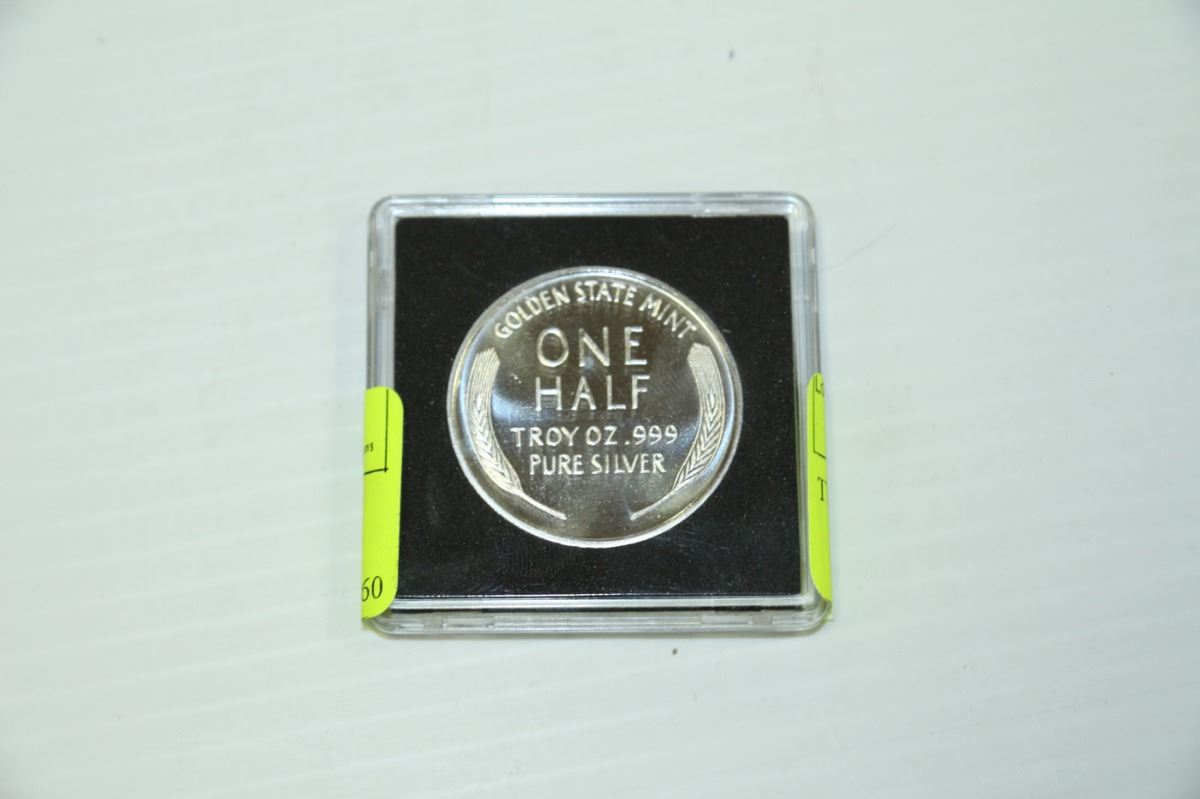 GOLDEN STATE MINT
ONE
HALF
TROY OZ .999
PURE SILVER
60